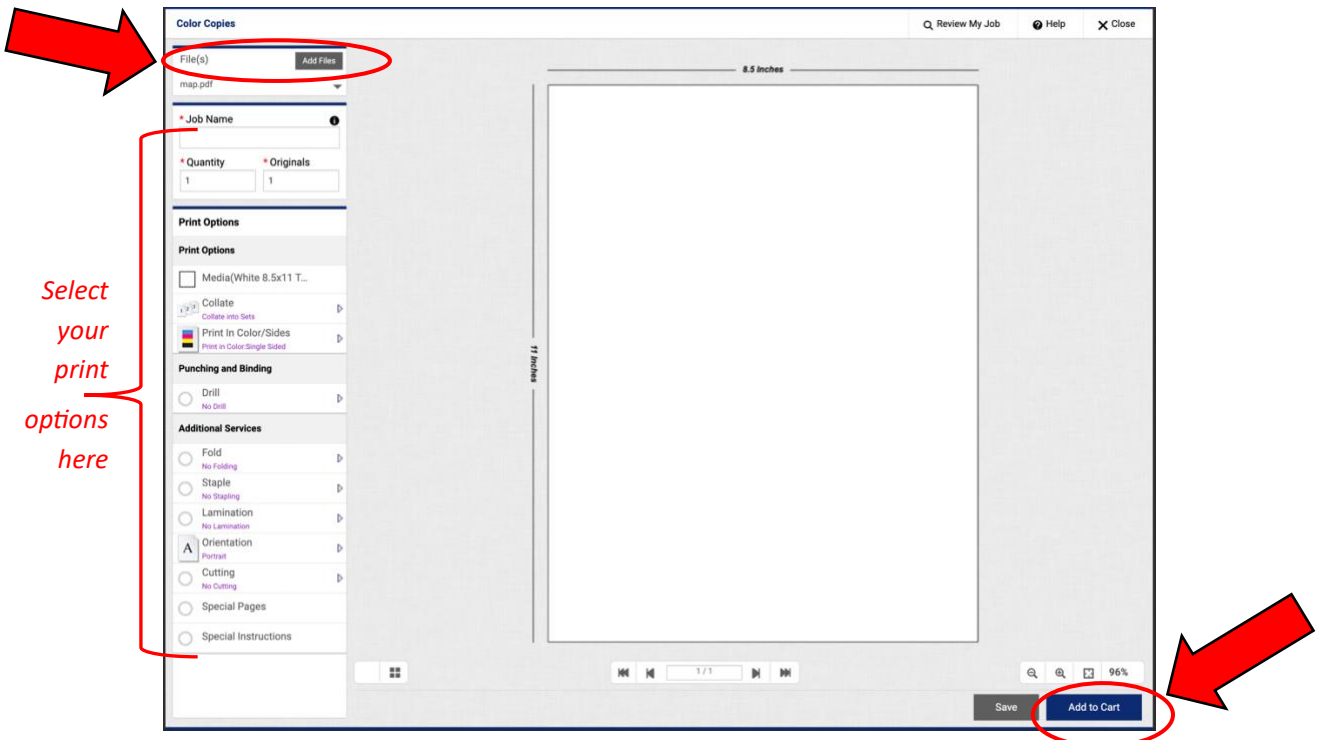 Color Copies
Review My Job
Help
Close
File(s)
Add Files
map.pdf
* Job Name
* Quantity
* Originals
1
1
Print Options
Print Options
Media(White 8.5x11 T...
Collate
Collate into Sets
Print In Color/Sides
Print in Color:Single Sided
Punching and Binding
Drill
No Drill
Additional Services
Fold
No Folding
Staple
No Stapling
Lamination
No Lamination
A
Orientation
Portrait
Cutting
No Cutting
Special Pages
Special Instructions
Select
your
print
options
here
8.5 Inches
11 Inches
1 / 1
96%
Save
Add to Cart